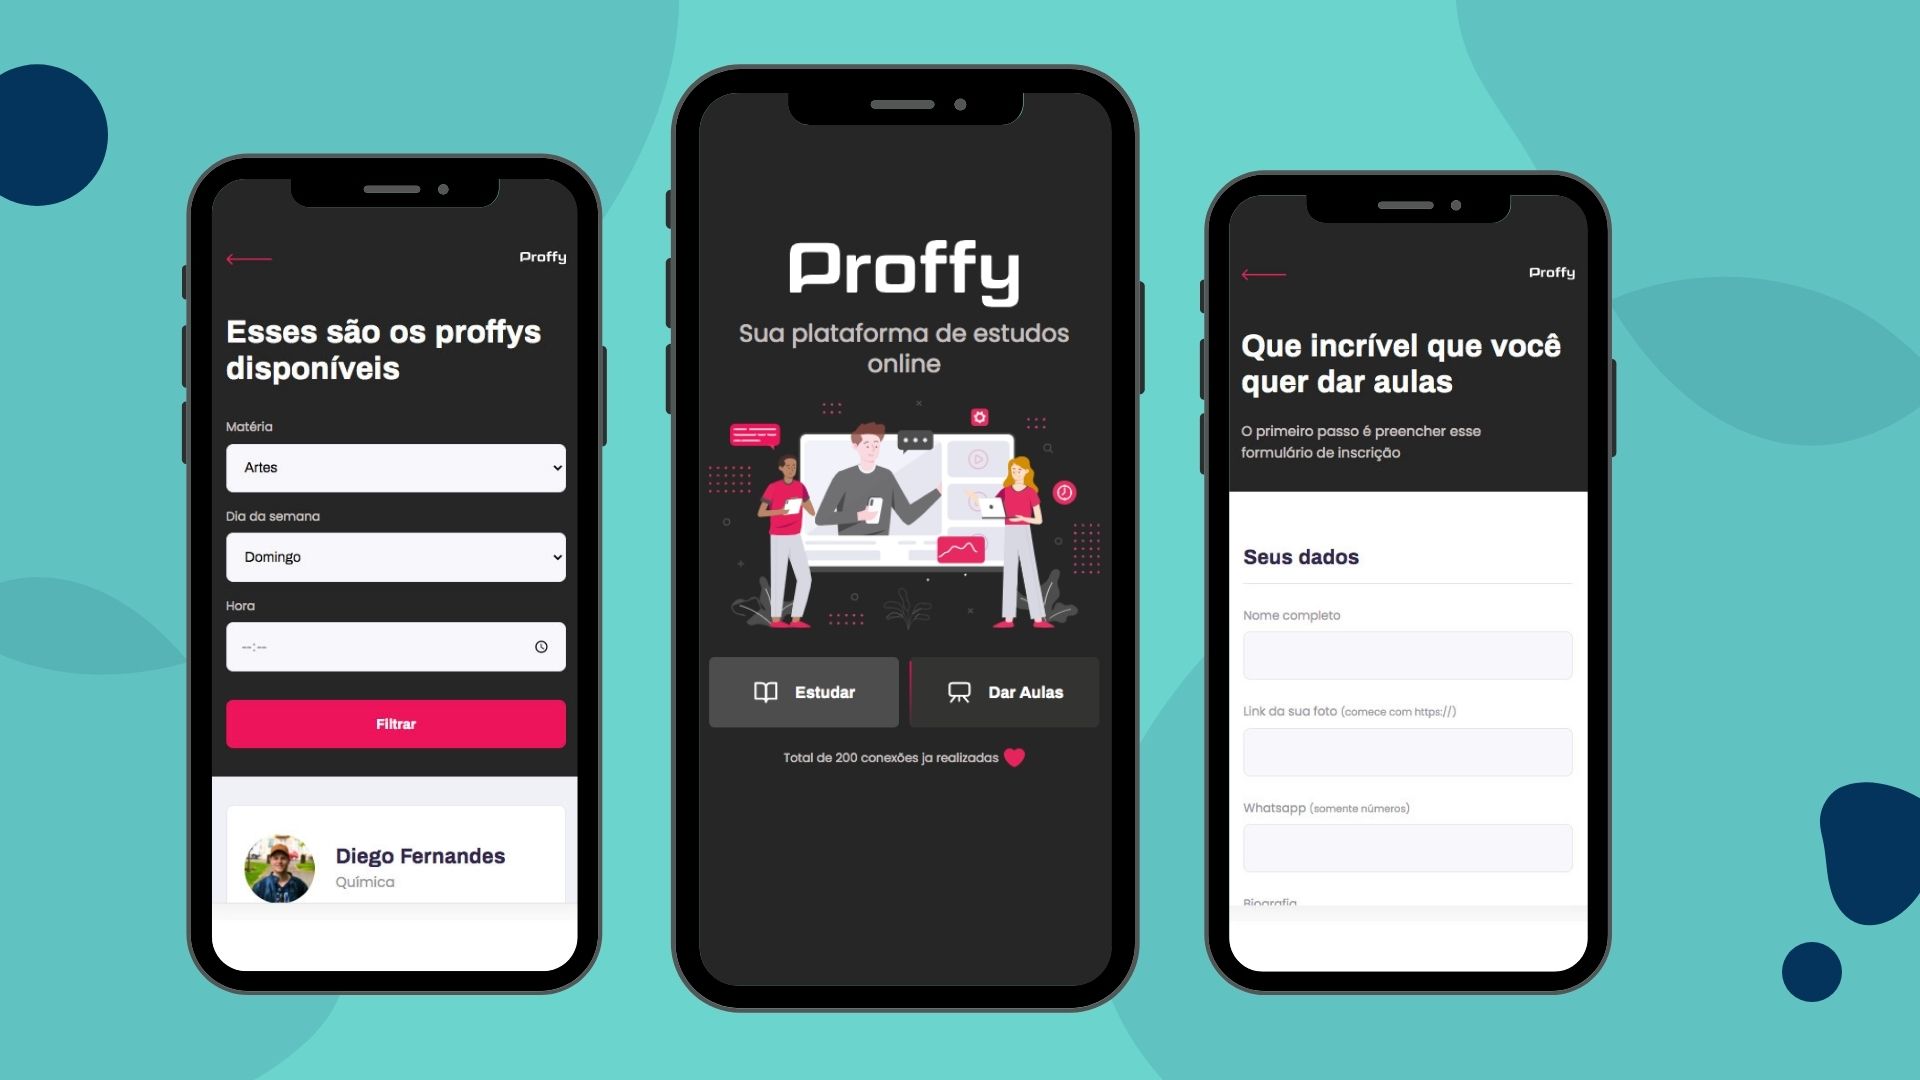 Proffy
Esses são os proffys
disponíveis
Matéria
Artes
Dia da semana
Domingo
Hora
--:--
Filtrar
Diego Fernandes
Química
Proffy
Sua plataforma de estudos
online
Estudar
Dar Aulas
Total de 200 conexões ja realizadas
Proffy
Que incrível que você
quer dar aulas
O primeiro passo é preencher esse
formulário de inscrição
Seus dados
Nome completo
Link da sua foto (comece com https://)
Whatsapp (somente números)
Biografia